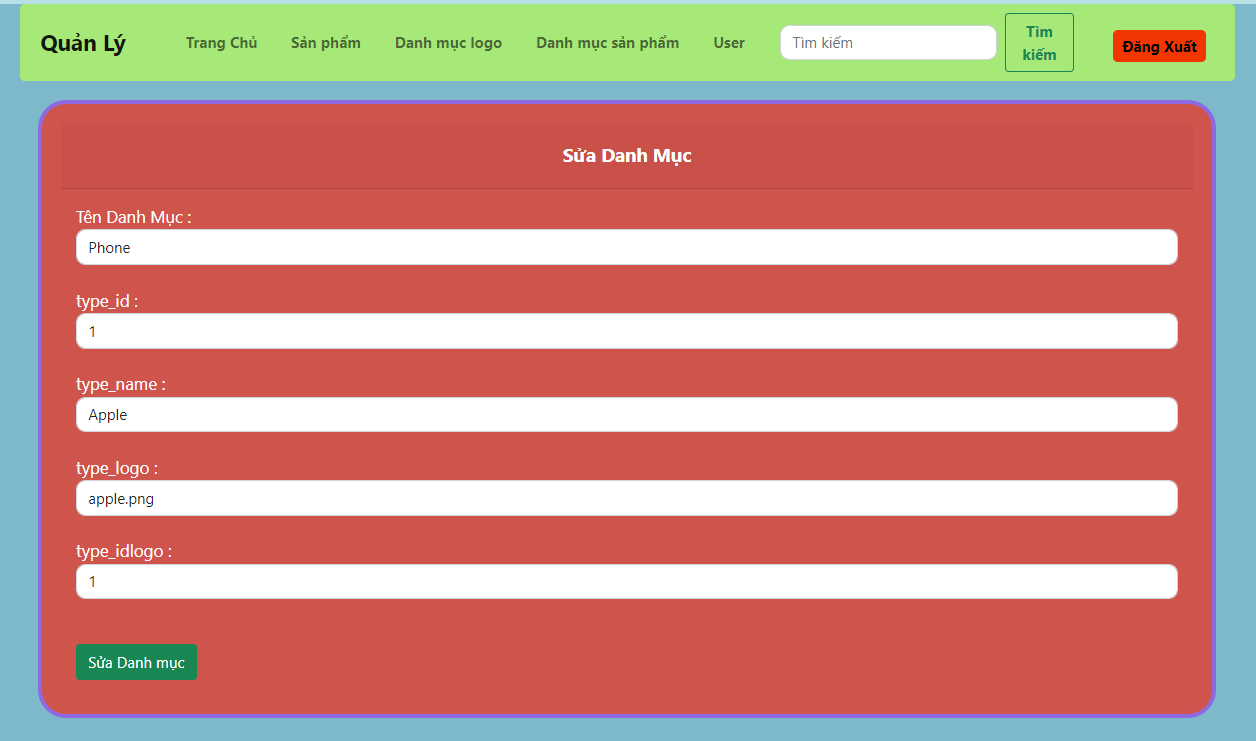 Quản Lý
Trang Chủ
Sản phẩm
Danh mục logo
Danh mục sản phẩm
User
Tìm kiếm
Tìm
kiếm
Đăng Xuất
Sửa Danh Mục
Tên Danh Mục :
Phone
type_id :
1
type_name :
Apple
type_logo :
apple.png
type_idlogo :
1
Sửa Danh mục